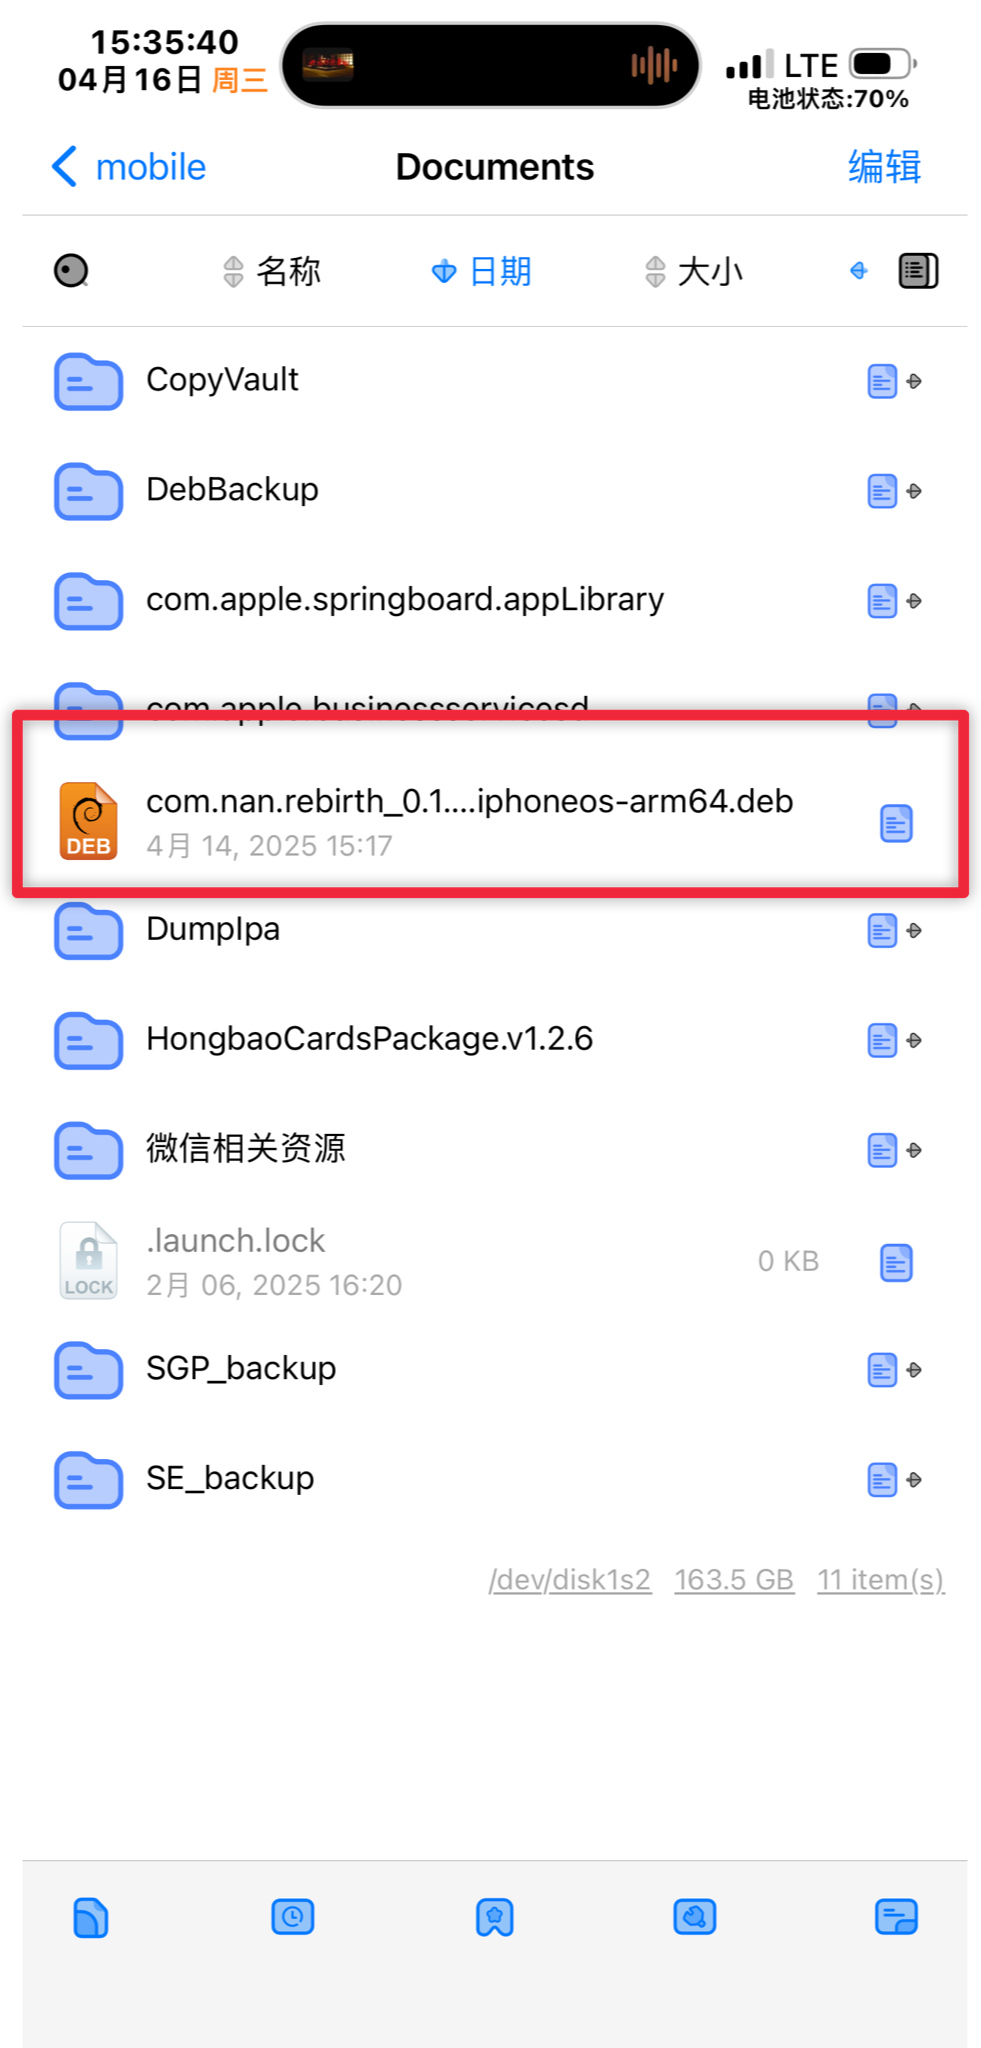 15:35:40
04月16日 周三
LTE
电池状态:70%
mobile
Documents
编辑
名称
日期
大小
CopyVault
DebBackup
com.apple.springboard.appLibrary
com.apple.businessservicesd
com.nan.rebirth_0.1....iphoneos-arm64.deb
DEB
4月 14, 2025 15:17
DumpIpa
HongbaoCardsPackage.v1.2.6
微信相关资源
.launch.lock
LOCK
2月 06, 2025 16:20
0 KB
SGP_backup
SE_backup
/dev/disk1s2 163.5 GB 11 item(s)